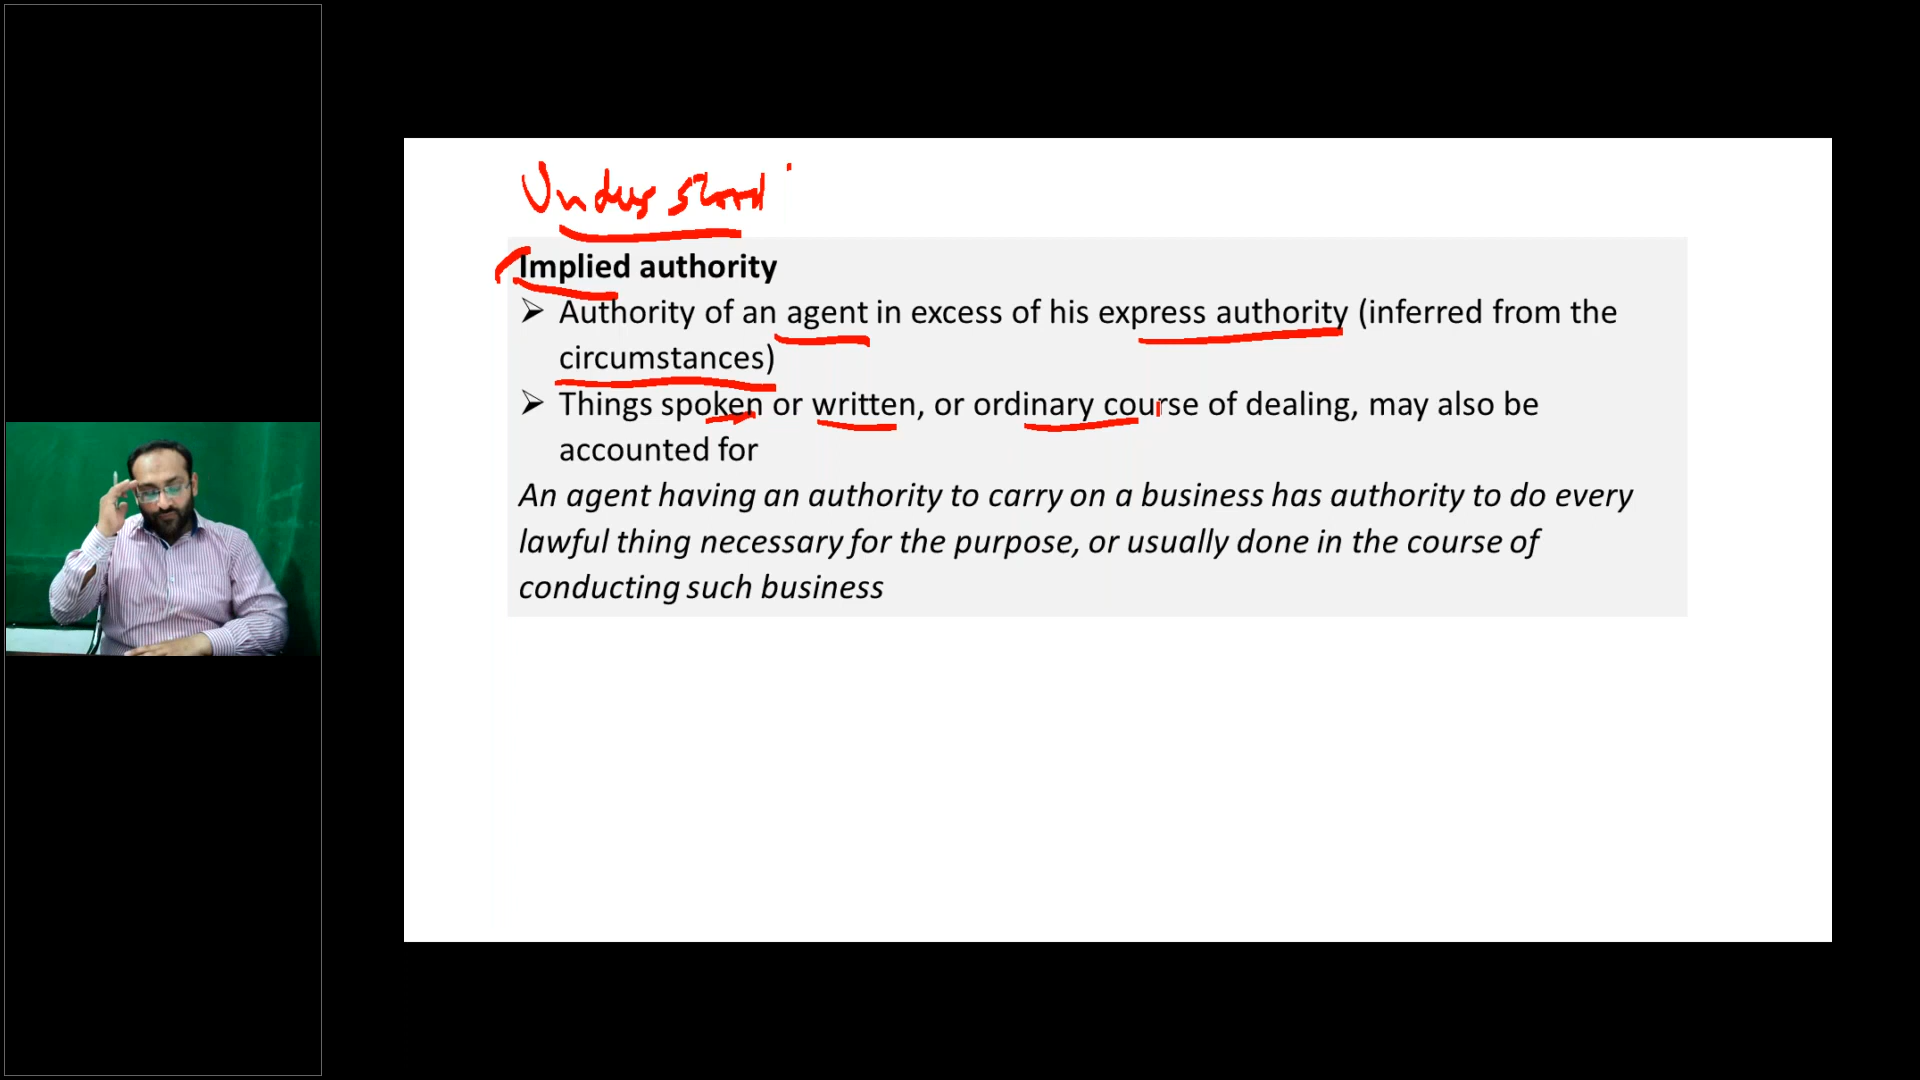 Understood
Implied authority
➢ Authority of an agent in excess of his express authority (inferred from the
circumstances)
➢ Things spoken or written, or ordinary course of dealing, may also be
accounted for
An agent having an authority to carry on a business has authority to do every
lawful thing necessary for the purpose, or usually done in the course of
conducting such business